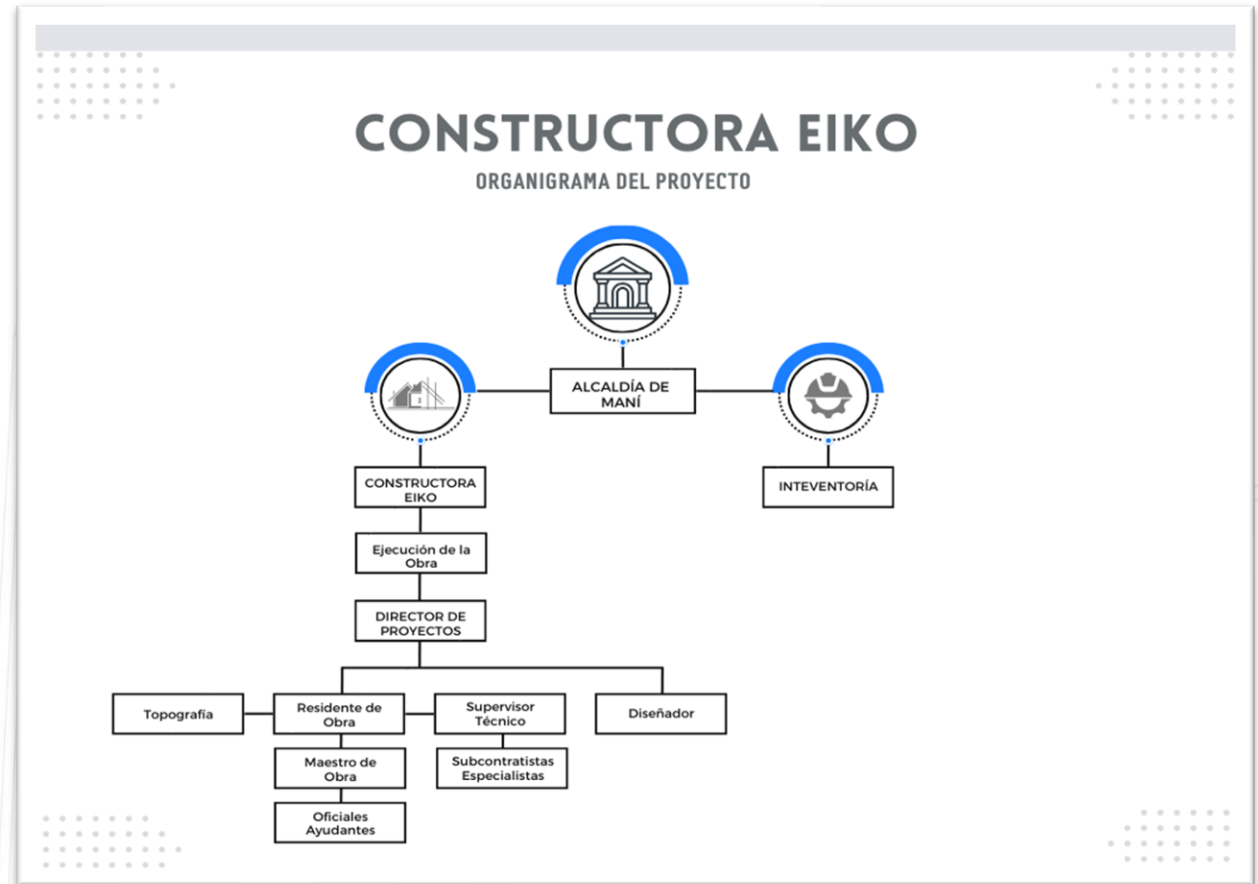 CONSTRUCTORA EIKO
ORGANIGRAMA DEL PROYECTO
ALCALDÍA DE
MANÍ
CONSTRUCTORA
EIKO
INTEVENTORÍA
Ejecución de la
Obra
DIRECTOR DE
PROYECTOS
Topografía
Residente de
Obra
Supervisor
Técnico
Diseñador
Maestro de
Obra
Subcontratistas
Especialistas
Oficiales
Ayudantes